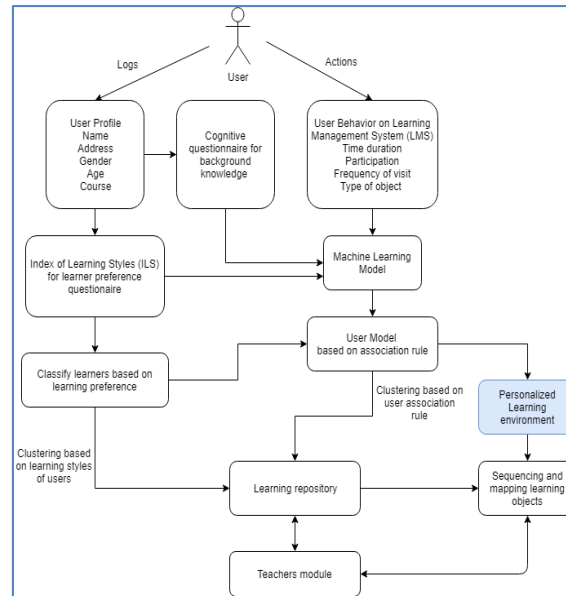 Logs
Actions
User
User Profile
Name
Address
Gender
Age
Course
Cognitive
questionnaire for
background
knowledge
User Behavior on Learning
Management System (LMS)
Time duration
Participation
Frequency of visit
Type of object
Index of Learning Styles (ILS)
for learner preference
questionaire
Machine Learning
Model
Classify learners based on
learning preference
User Model
based on association rule
Personalized
Learning
environment
Clustering based on
user association
rule
Clustering based
on learning styles
of users
Learning repository
Sequencing and
mapping learning
objects
Teachers module